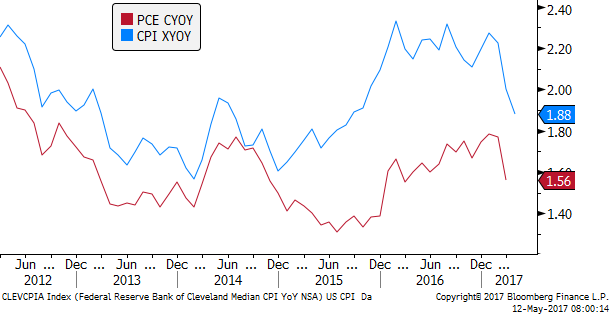 PCE CYOY
CPI XYOY
2.40
2.20
2.00
1.88
1.80
1.60
1.56
1.40
Jun ... Dec ... Jun ... Dec ... Jun ... Dec ... Jun ... Dec ... Jun ... Dec ...
2012 2013 2014 2015 2016 2017
CLEVCPIA Index (Federal Reserve Bank of Cleveland Median CPI YoY NSA) US CPI Da
Copyright© 2017 Bloomberg Finance L.P.
12-May-2017 08:00:14